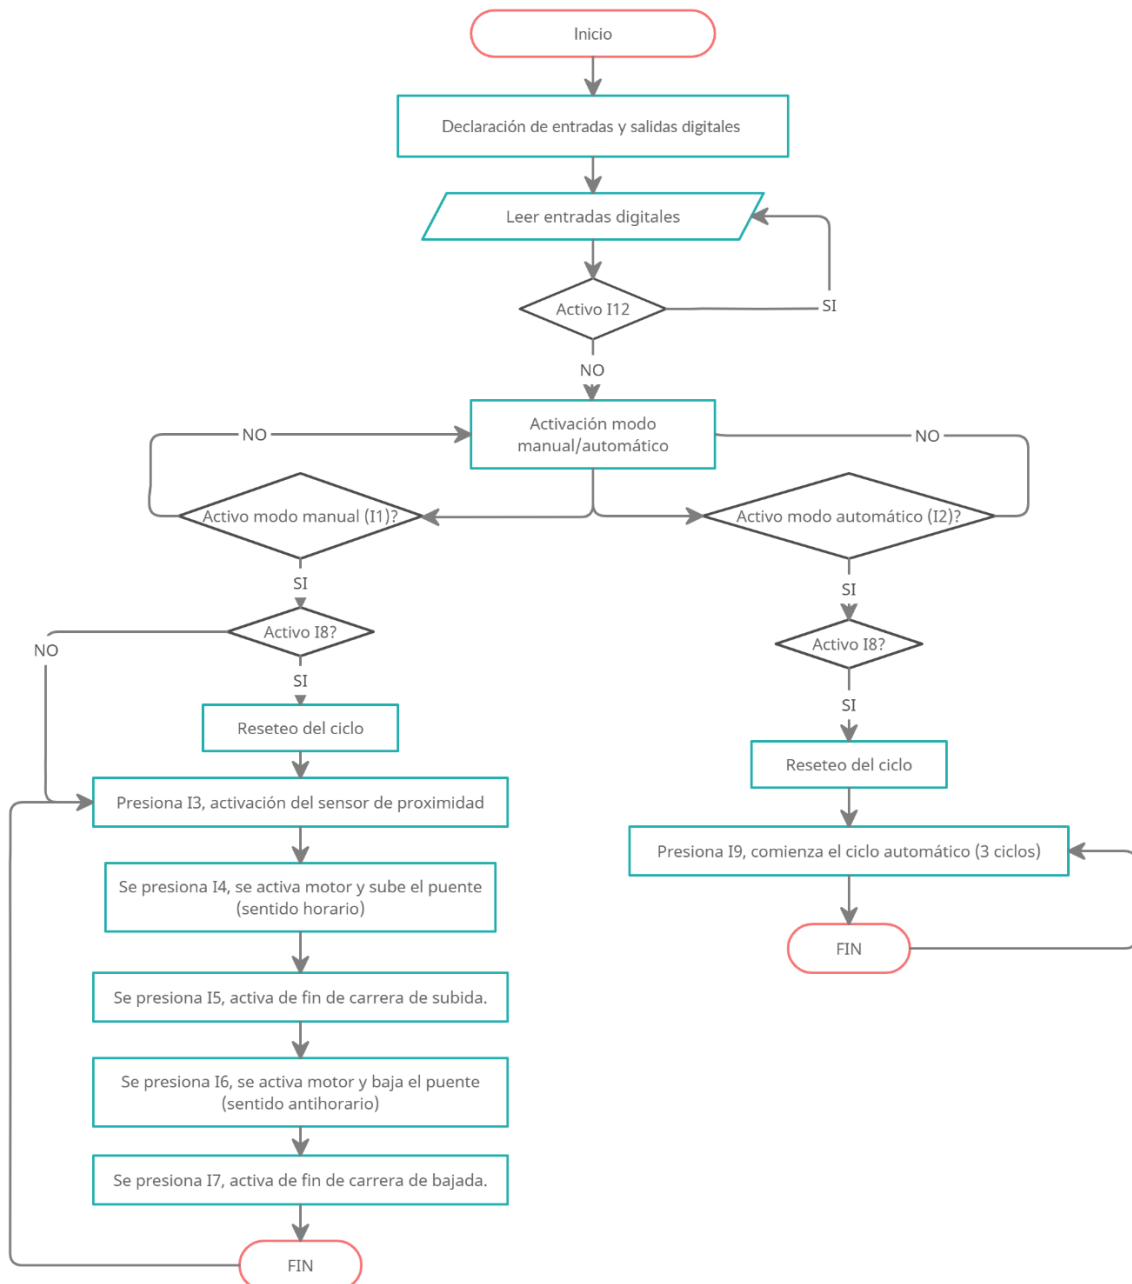 Inicio
Declaración de entradas y salidas digitales
Leer entradas digitales
Activo I12
SI
NO
Activación modo
manual/automático
NO
NO
Activo modo manual (I1)?
Activo modo automático (I2)?
SI
SI
Activo I8?
Activo I8?
NO
SI
SI
Reseteo del ciclo
Reseteo del ciclo
Presiona I3, activación del sensor de proximidad
Presiona I9, comienza el ciclo automático (3 ciclos)
Se presiona I4, se activa motor y sube el puente
(sentido horario)
FIN
Se presiona I5, activa de fin de carrera de subida.
Se presiona I6, se activa motor y baja el puente
(sentido antihorario)
Se presiona I7, activa de fin de carrera de bajada.
FIN